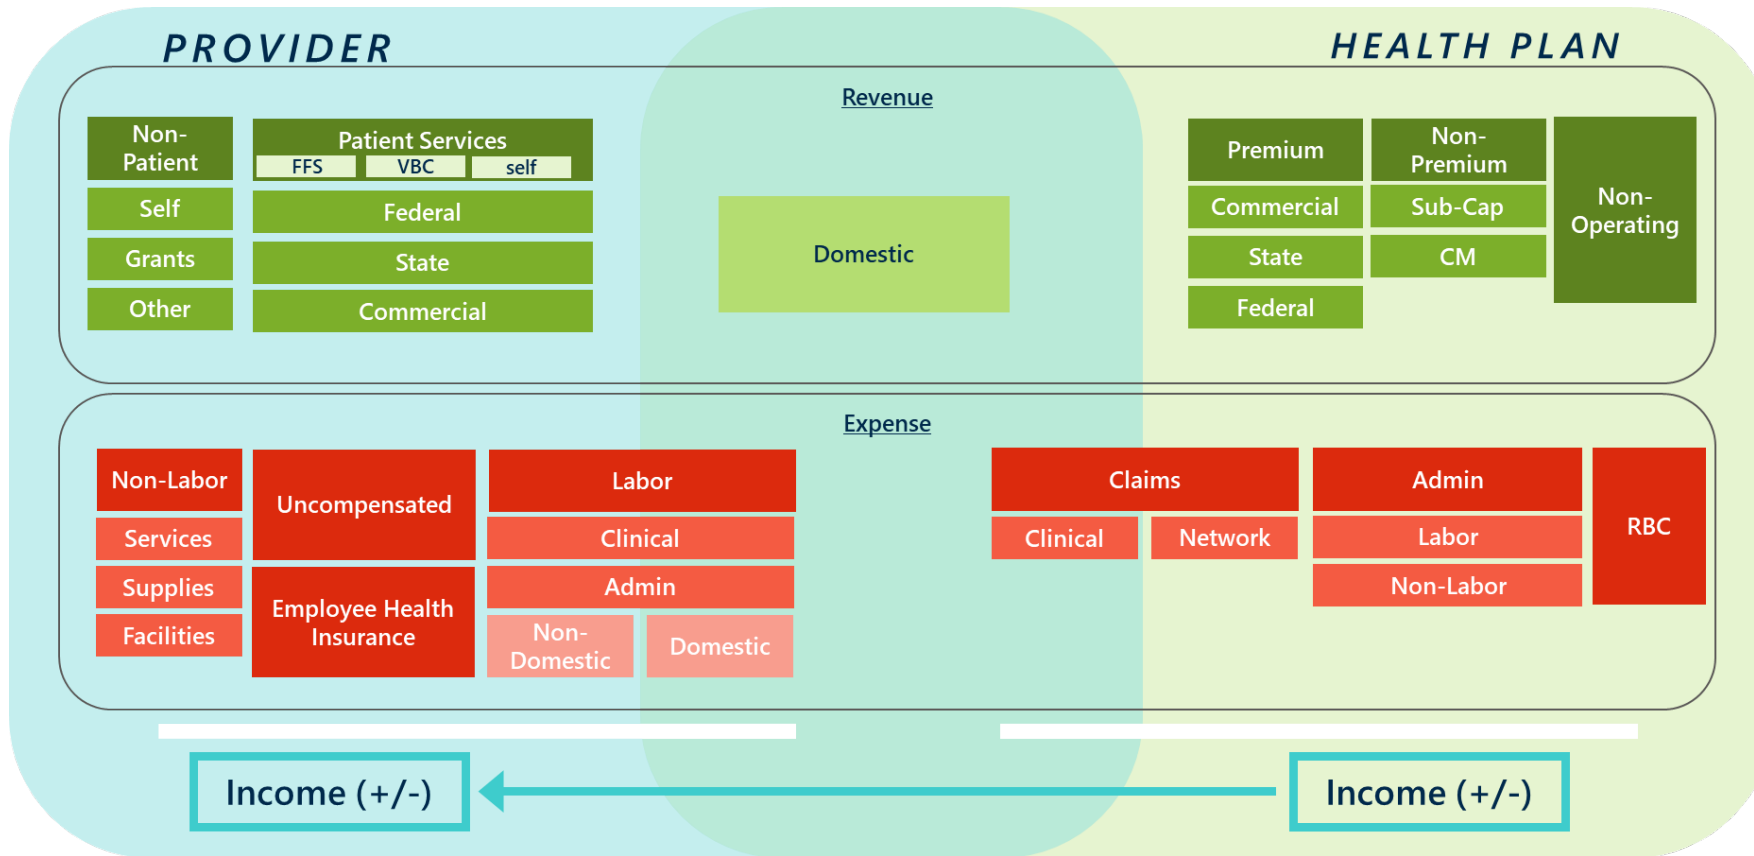 PROVIDER
HEALTH PLAN
Revenue
Non-
Patient
Self
Grants
Other
Patient Services
FFS
VBC
self
Federal
State
Commercial
Domestic
Premium
Commercial
State
Federal
Non-
Premium
Sub-Cap
CM
Non-
Operating
Expense
Non-Labor
Services
Supplies
Facilities
Uncompensated
Employee Health
Insurance
Labor
Clinical
Admin
Non-
Domestic
Domestic
Claims
Clinical
Network
Admin
Labor
Non-Labor
RBC
Income (+/-)
Income (+/-)